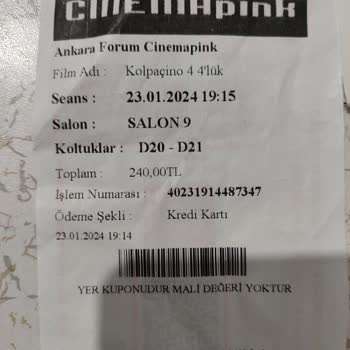 CINEMApink
Ankara Forum Cinemapink
Film Adı : Kolpaçino 4 4'lük
Seans : 23.01.2024 19:15
Salon : SALON 9
Koltuklar : D20 - D21
Toplam : 240,00TL
İşlem Numarası : 40231914487347
Ödeme Şekli : Kredi Kartı
23.01.2024 19:14
YER KUPONUDUR MALİ DEĞERİ YOKTUR